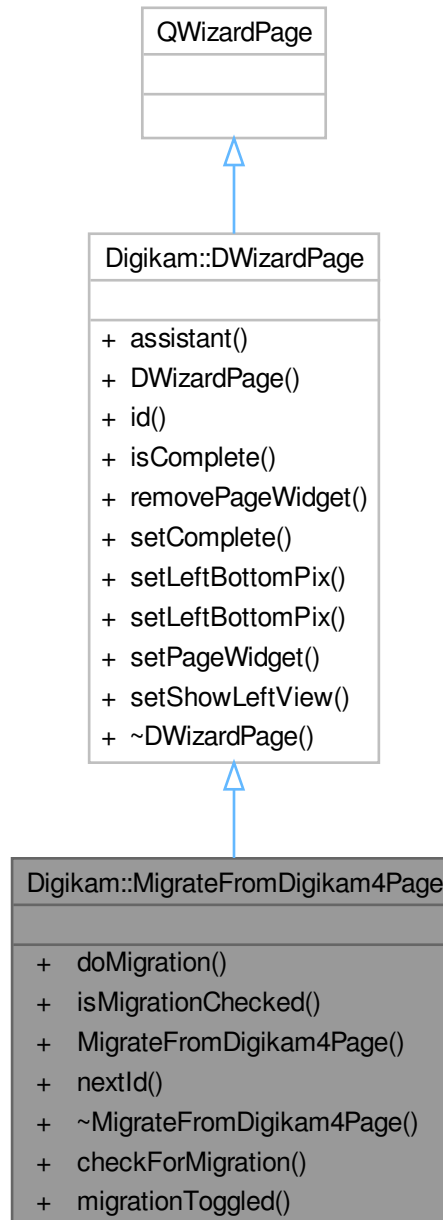 QWizardPage
Digikam::DWizardPage
+ assistant()
+ DWizardPage()
+ id()
+ isComplete()
+ removePageWidget()
+ setComplete()
+ setLeftBottomPix()
+ setLeftBottomPix()
+ setPageWidget()
+ setShowLeftView()
+ ~DWizardPage()
Digikam::MigrateFromDigikam4Page
+ doMigration()
+ isMigrationChecked()
+ MigrateFromDigikam4Page()
+ nextId()
+ ~MigrateFromDigikam4Page()
+ checkForMigration()
+ migrationToggled()